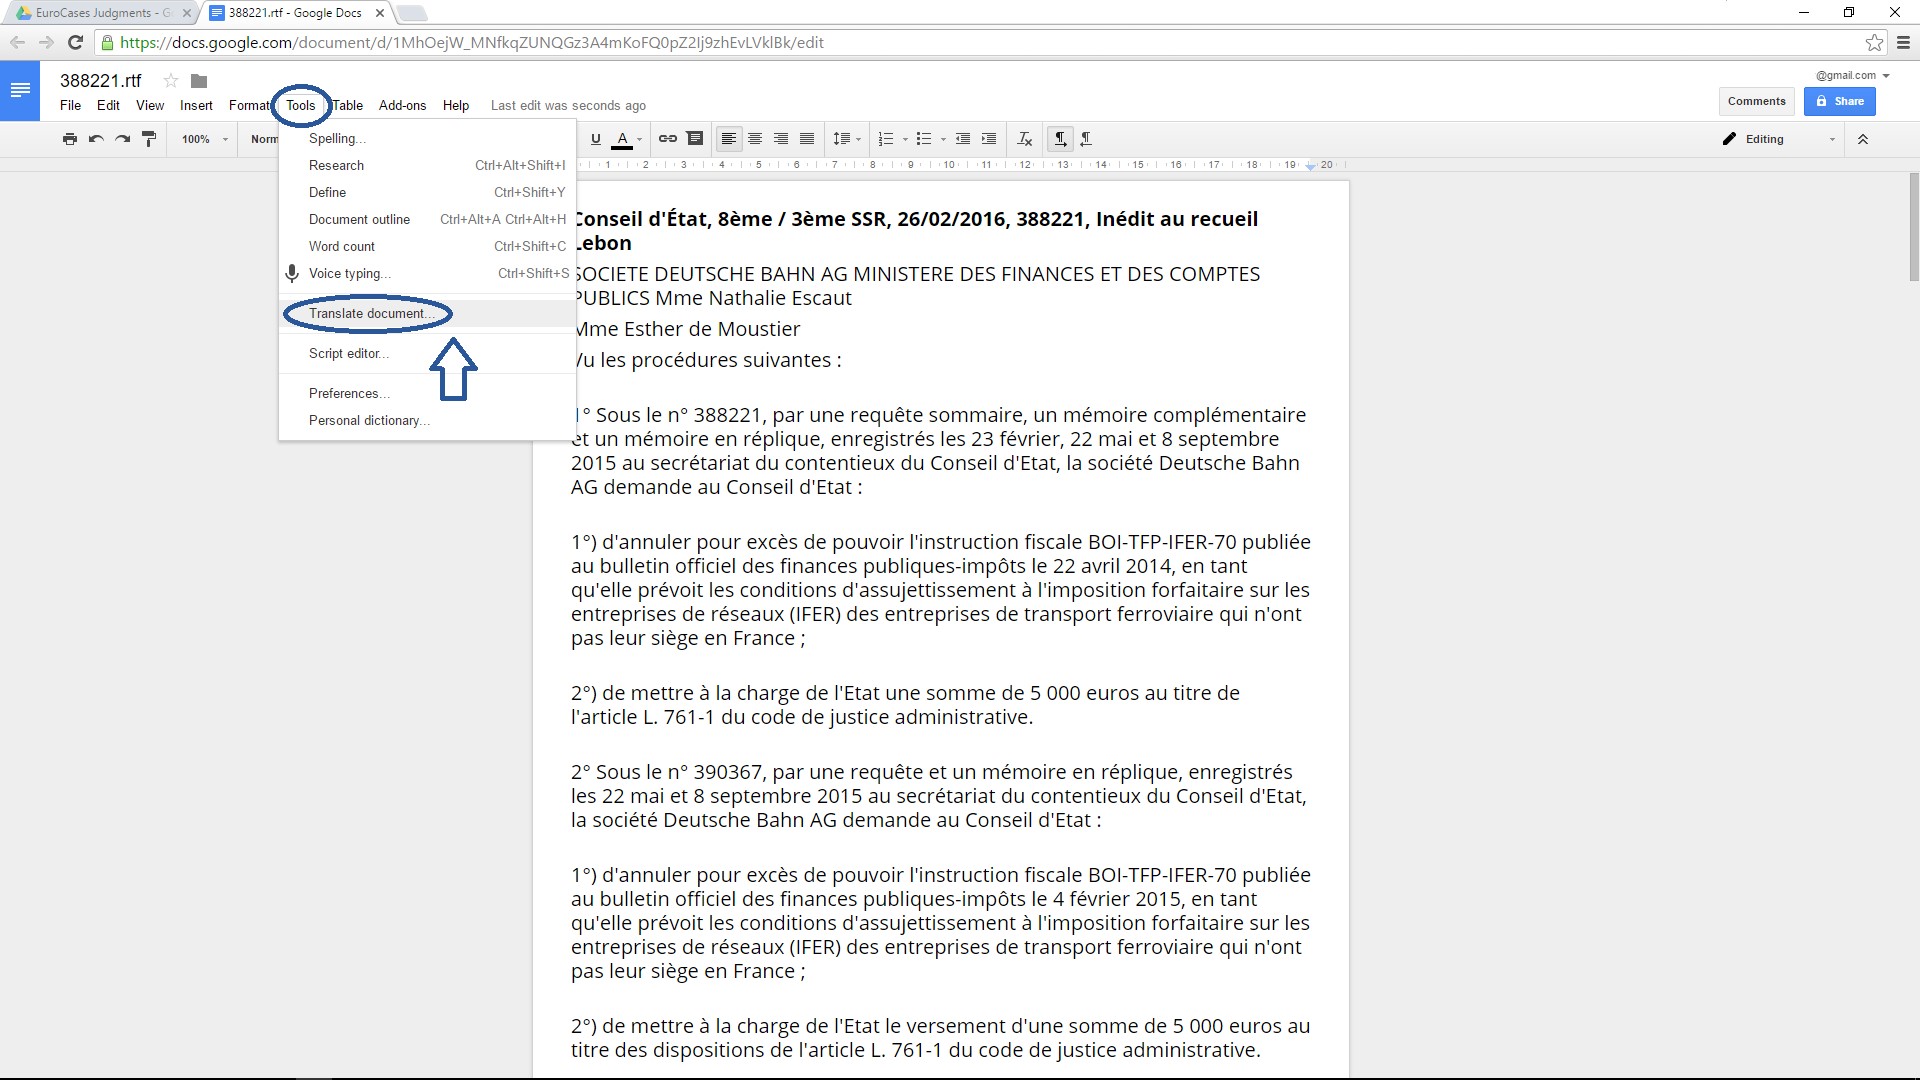 EuroCases Judgments - G
388221.rtf - Google Docs
https://docs.google.com/document/d/1MhOejW_MNfkqZUNQGz3A4mKoFQ0pZ2Ij9zhEvLVklBk/edit
388221.rtf
@gmail.com
File Edit View Insert Format Tools Table Add-ons Help Last edit was seconds ago
Comments
Share
100%
Norm
U A
Editing
1 2 3 4 5 6 7 8 9 10 11 12 13 14 15 16 17 18 19 20
Spelling...
Research Ctrl+Alt+Shift+I
Define Ctrl+Shift+Y
Document outline Ctrl+Alt+A Ctrl+Alt+H
Word count Ctrl+Shift+C
Voice typing... Ctrl+Shift+S
Translate document...
Script editor...
Preferences...
Personal dictionary...
Conseil d'État, 8ème / 3ème SSR, 26/02/2016, 388221, Inédit au recueil
Lebon
SOCIETE DEUTSCHE BAHN AG MINISTERE DES FINANCES ET DES COMPTES
PUBLICS Mme Nathalie Escaut
Mme Esther de Moustier
Vu les procédures suivantes :
1° Sous le n° 388221, par une requête sommaire, un mémoire complémentaire
et un mémoire en réplique, enregistrés les 23 février, 22 mai et 8 septembre
2015 au secrétariat du contentieux du Conseil d'Etat, la société Deutsche Bahn
AG demande au Conseil d'Etat :
1°) d'annuler pour excès de pouvoir l'instruction fiscale BOI-TFP-IFER-70 publiée
au bulletin officiel des finances publiques-impôts le 22 avril 2014, en tant
qu'elle prévoit les conditions d'assujettissement à l'imposition forfaitaire sur les
entreprises de réseaux (IFER) des entreprises de transport ferroviaire qui n'ont
pas leur siège en France ;
2°) de mettre à la charge de l'Etat une somme de 5 000 euros au titre de
l'article L. 761-1 du code de justice administrative.
2° Sous le n° 390367, par une requête et un mémoire en réplique, enregistrés
les 22 mai et 8 septembre 2015 au secrétariat du contentieux du Conseil d'Etat,
la société Deutsche Bahn AG demande au Conseil d'Etat :
1°) d'annuler pour excès de pouvoir l'instruction fiscale BOI-TFP-IFER-70 publiée
au bulletin officiel des finances publiques-impôts le 4 février 2015, en tant
qu'elle prévoit les conditions d'assujettissement à l'imposition forfaitaire sur les
entreprises de réseaux (IFER) des entreprises de transport ferroviaire qui n'ont
pas leur siège en France ;
2°) de mettre à la charge de l'Etat le versement d'une somme de 5 000 euros au
titre des dispositions de l'article L. 761-1 du code de justice administrative.